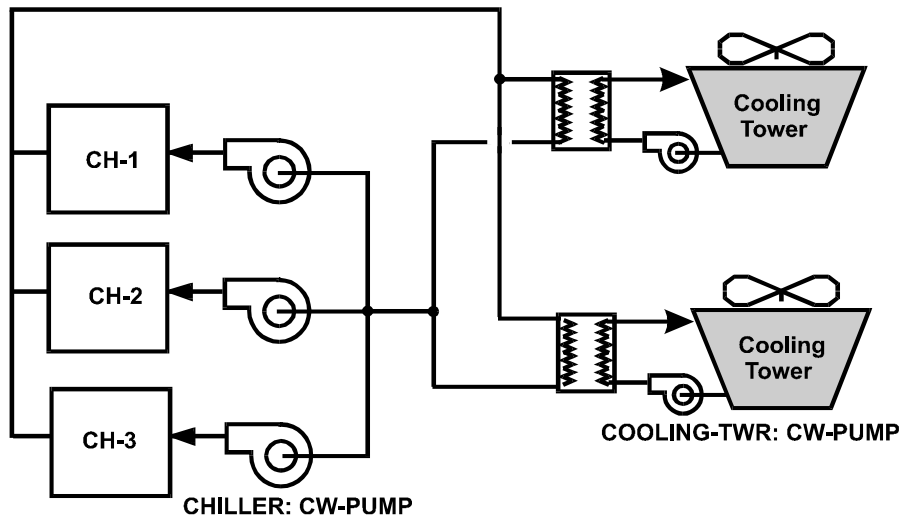 Cooling
Tower
CH-1
CH-2
Cooling
Tower
CH-3
COOLING-TWR: CW-PUMP
CHILLER: CW-PUMP